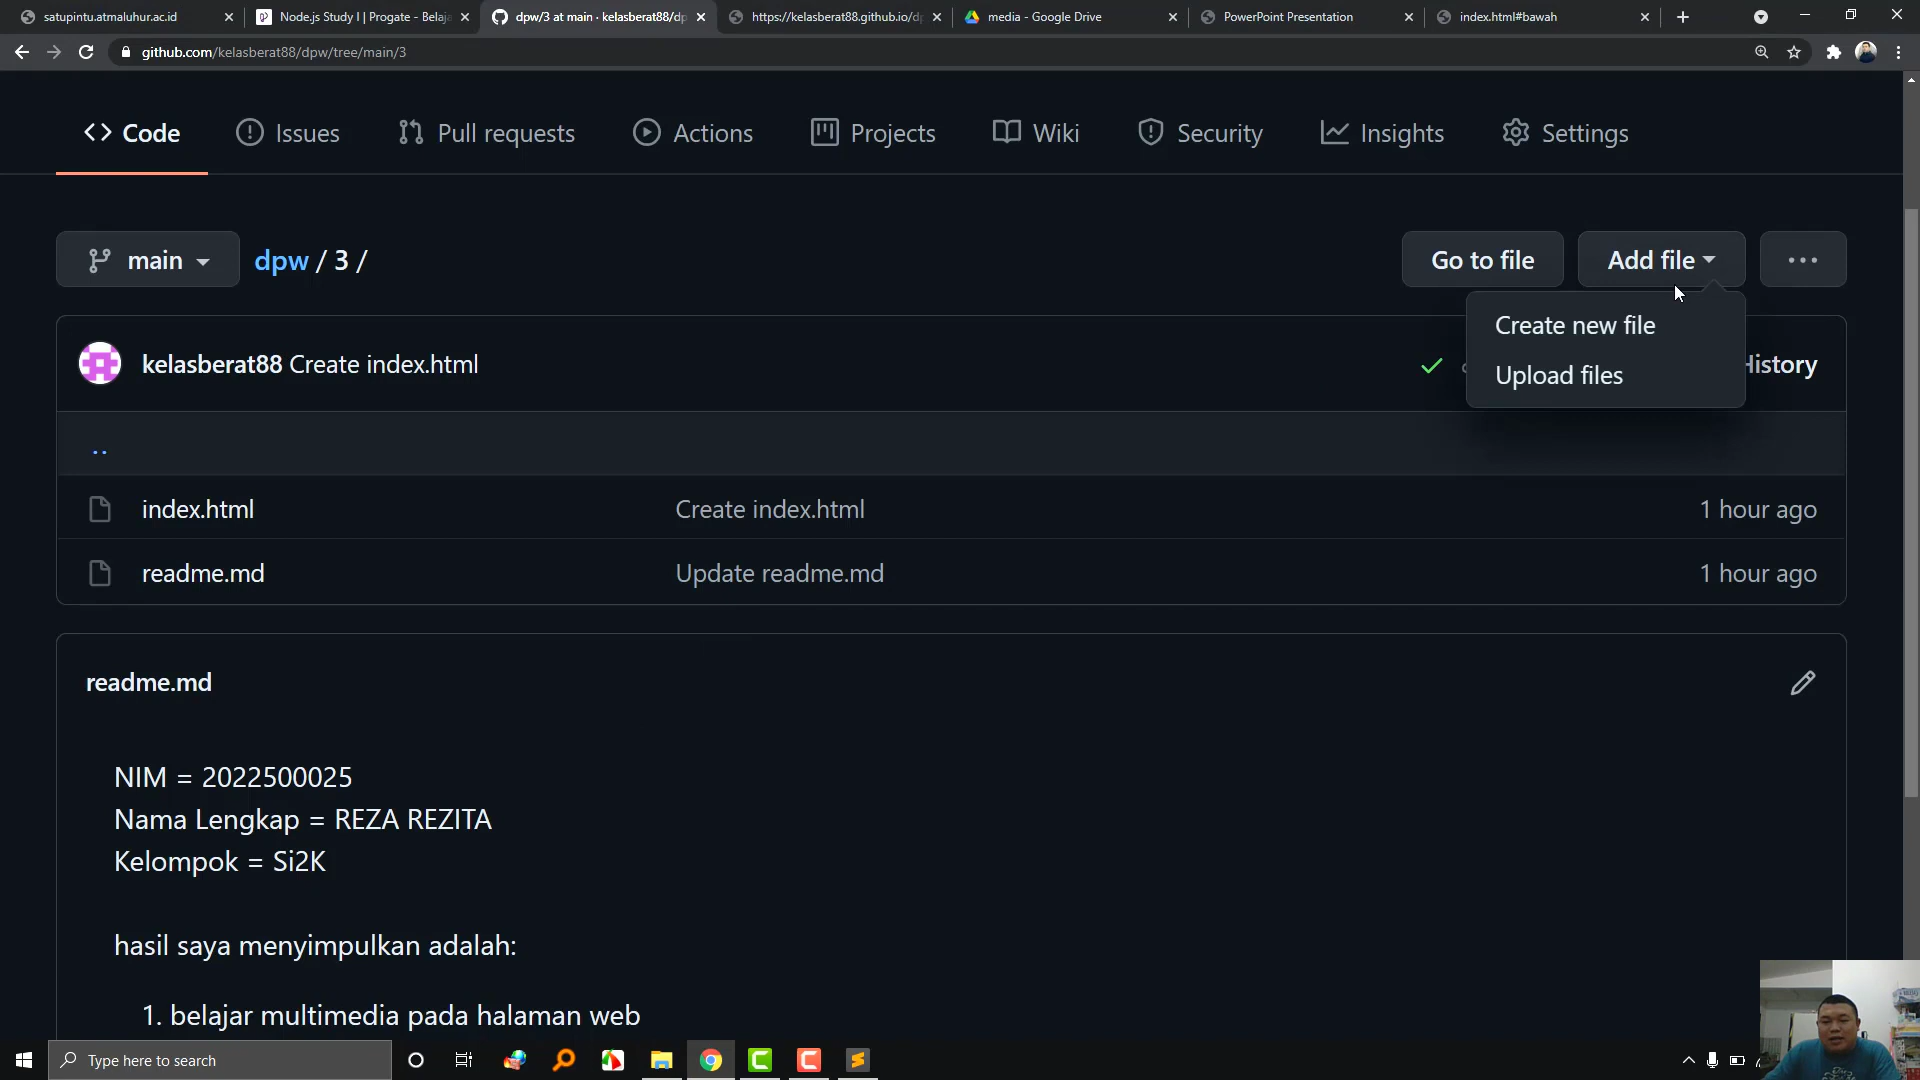 satupintu.atmaluhur.ac.id
Node.js Study I | Progate - Belaja
dpw/3 at main · kelasberat88/dp
https://kelasberat88.github.io/dp
media - Google Drive
PowerPoint Presentation
index.html#bawah
github.com/kelasberat88/dpw/tree/main/3
Code
Issues
Pull requests
Actions
Projects
Wiki
Security
Insights
Settings
main
dpw / 3 /
Go to file
Add file
Create new file
Upload files
kelasberat88 Create index.html
History
..
index.html
Create index.html
1 hour ago
readme.md
Update readme.md
1 hour ago
readme.md
NIM = 2022500025
Nama Lengkap = REZA REZITA
Kelompok = Si2K
hasil saya menyimpulkan adalah:
1. belajar multimedia pada halaman web
Type here to search